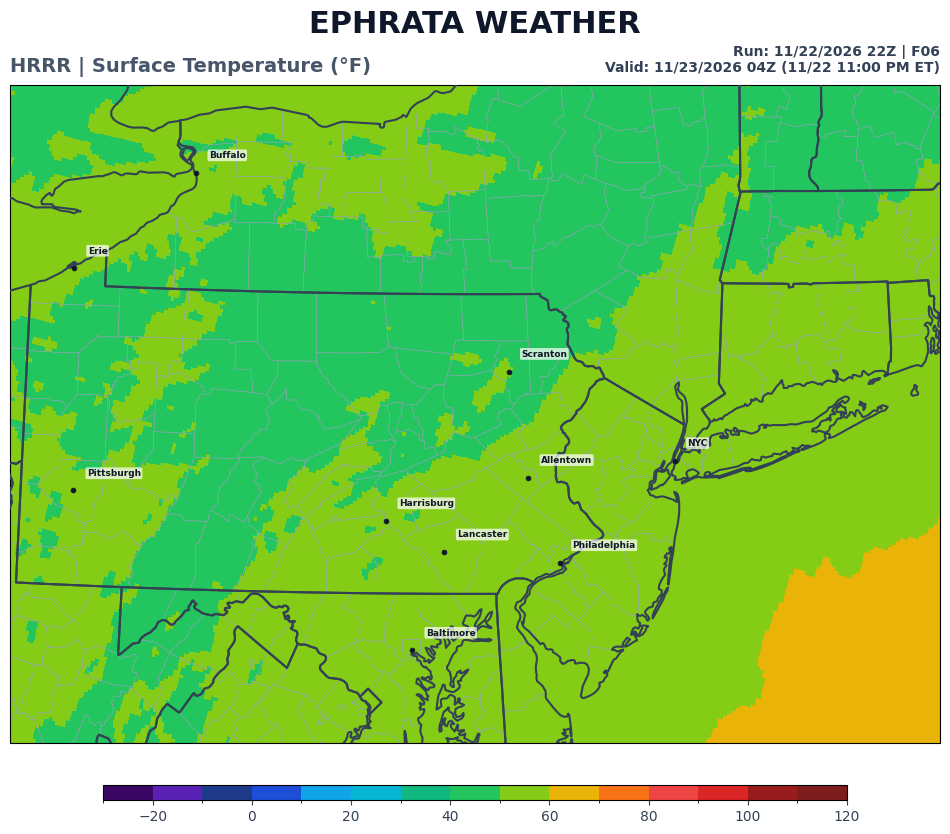 EPHRATA WEATHER
HRRR | Surface Temperature (°F)
Run: 11/22/2026 22Z | F06
Valid: 11/23/2026 04Z (11/22 11:00 PM ET)
Buffalo
Erie
Scranton
NYC
Allentown
Pittsburgh
Harrisburg
Lancaster
Philadelphia
Baltimore
−20 0 20 40 60 80 100 120